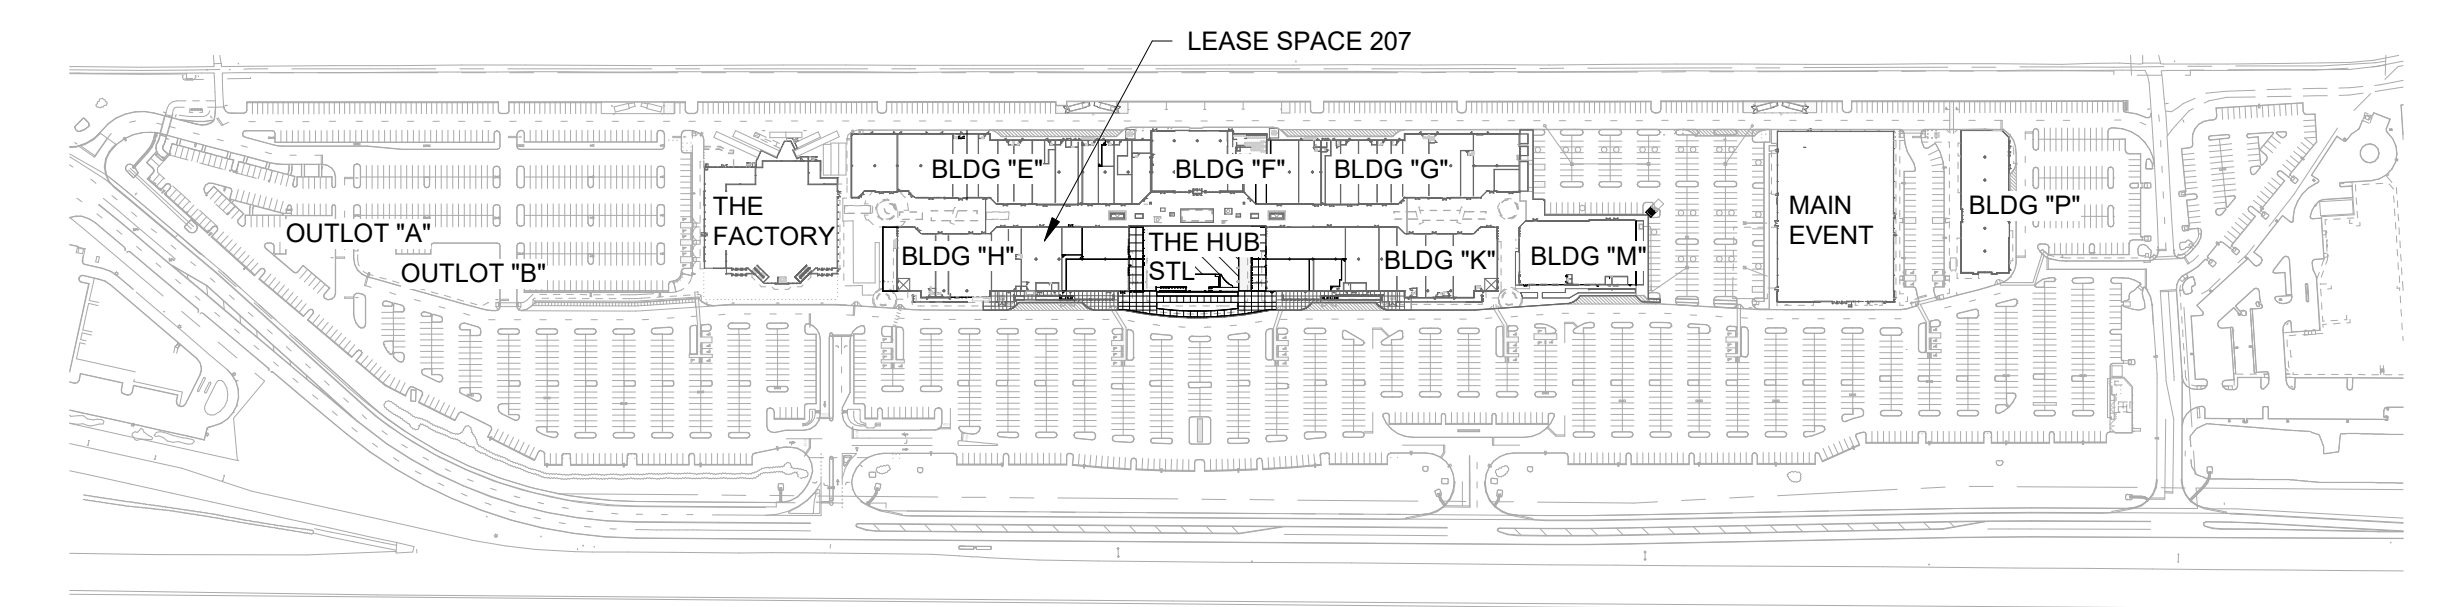 LEASE SPACE 207
BLDG "E"
BLDG "F"
BLDG "G"
THE
FACTORY
OUTLOT "A"
OUTLOT "B"
BLDG "H"
THE HUB
STL
BLDG "K"
BLDG "M"
MAIN
EVENT
BLDG "P"